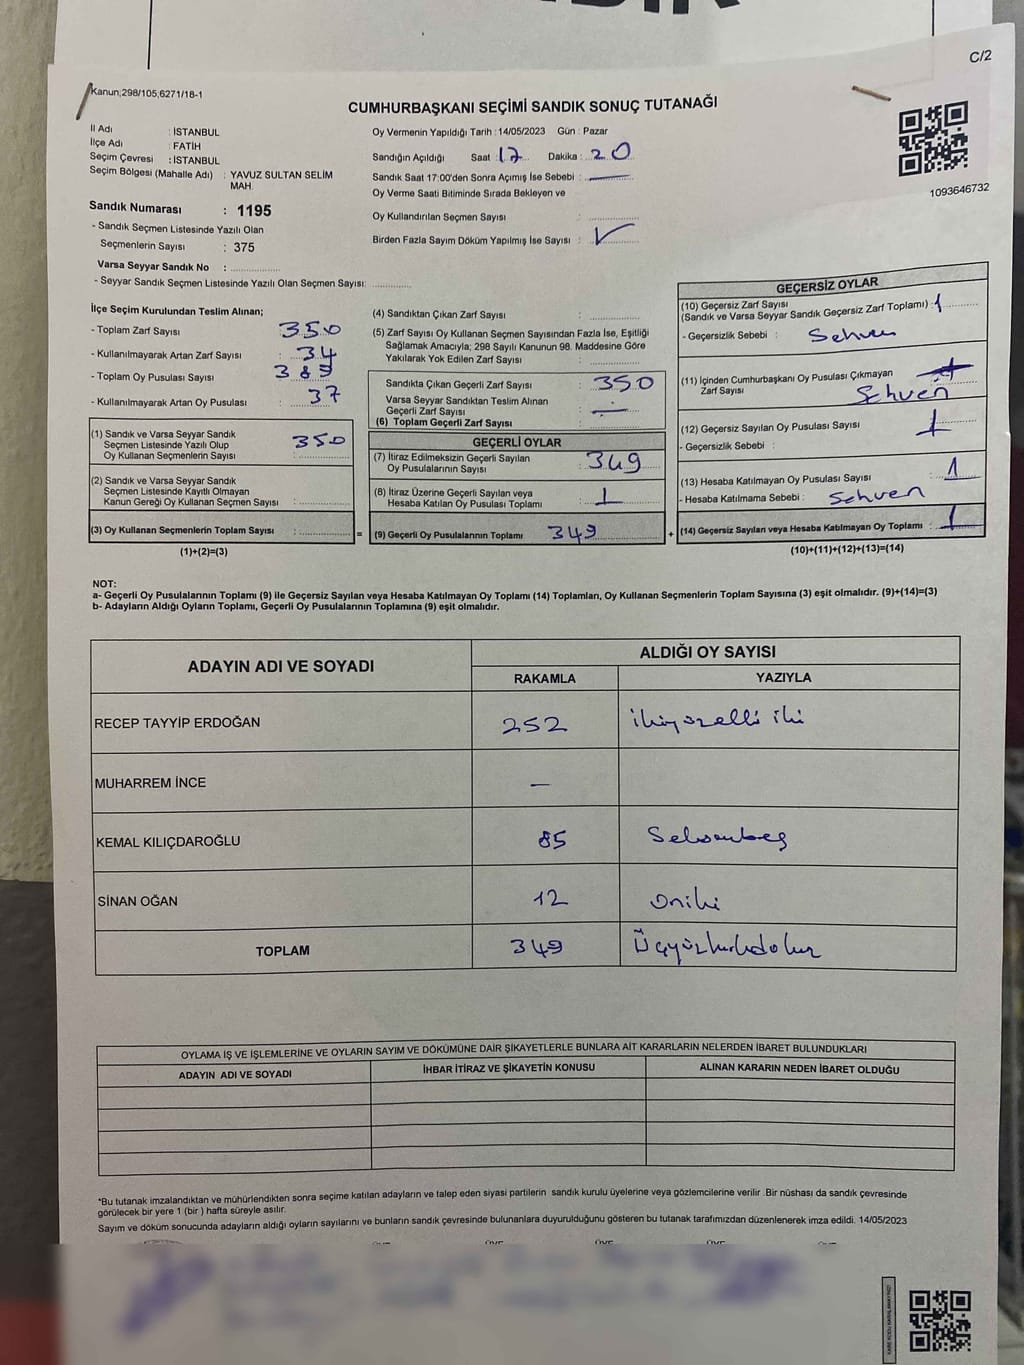 C/2
Kanun;298/105,6271/18-1
CUMHURBAŞKANI SEÇİMİ SANDIK SONUÇ TUTANAĞI
1093646732
İl Adı : İSTANBUL
İlçe Adı : FATİH
Seçim Çevresi : İSTANBUL
Seçim Bölgesi (Mahalle Adı) : YAVUZ SULTAN SELİM
MAH.
Sandık Numarası : 1195
- Sandık Seçmen Listesinde Yazılı Olan
Seçmenlerin Sayısı : 375
Varsa Seyyar Sandık No :
- Seyyar Sandık Seçmen Listesinde Yazılı Olan Seçmen Sayısı:
Oy Vermenin Yapıldığı Tarih : 14/05/2023 Gün : Pazar
Sandığın Açıldığı Saat : 17 Dakika : 20
Sandık Saat 17:00'den Sonra Açımış İse Sebebi : —
Oy Verme Saati Bitiminde Sırada Bekleyen ve
Oy Kullandırılan Seçmen Sayısı :
Birden Fazla Sayım Döküm Yapılmış İse Sayısı :
İlçe Seçim Kurulundan Teslim Alınan;
- Toplam Zarf Sayısı : 350
- Kullanılmayarak Artan Zarf Sayısı : 34
- Toplam Oy Pusulası Sayısı :
- Kullanılmayarak Artan Oy Pusulası : 37
(1) Sandık ve Varsa Seyyar Sandık
Seçmen Listesinde Yazılı Olup
Oy Kullanan Seçmenlerin Sayısı : 350
(2) Sandık ve Varsa Seyyar Sandık
Seçmen Listesinde Kayıtlı Olmayan
Kanun Gereği Oy Kullanan Seçmen Sayısı :
(3) Oy Kullanan Seçmenlerin Toplam Sayısı :
(1)+(2)=(3)
=
(4) Sandıktan Çıkan Zarf Sayısı :
(5) Zarf Sayısı Oy Kullanan Seçmen Sayısından Fazla İse, Eşitliği
Sağlamak Amacıyla; 298 Sayılı Kanunun 98. Maddesine Göre
Yakılarak Yok Edilen Zarf Sayısı :
Sandıkta Çıkan Geçerli Zarf Sayısı : 350
Varsa Seyyar Sandıktan Teslim Alınan
Geçerli Zarf Sayısı : —
(6) Toplam Geçerli Zarf Sayısı :
GEÇERLİ OYLAR
(7) İtiraz Edilmeksizin Geçerli Sayılan
Oy Pusulalarının Sayısı : 349
(8) İtiraz Üzerine Geçerli Sayılan veya
Hesaba Katılan Oy Pusulası Toplamı : 1
(9) Geçerli Oy Pusulalarının Toplamı : 349
+
GEÇERSİZ OYLAR
(10) Geçersiz Zarf Sayısı
(Sandık ve Varsa Seyyar Sandık Geçersiz Zarf Toplamı) : 1
- Geçersizlik Sebebi : Sehven
(11) İçinden Cumhurbaşkanı Oy Pusulası Çıkmayan
Zarf Sayısı : Sehven
(12) Geçersiz Sayılan Oy Pusulası Sayısı : 1
- Geçersizlik Sebebi :
(13) Hesaba Katılmayan Oy Pusulası Sayısı : 1
- Hesaba Katılmama Sebebi : Sehven
(14) Geçersiz Sayılan veya Hesaba Katılmayan Oy Toplamı : 1
(10)+(11)+(12)+(13)=(14)
NOT:
a- Geçerli Oy Pusulalarının Toplamı (9) ile Geçersiz Sayılan veya Hesaba Katılmayan Oy Toplamı (14) Toplamları, Oy Kullanan Seçmenlerin Toplam Sayısına (3) eşit olmalıdır. (9)+(14)=(3)
b- Adayların Aldığı Oyların Toplamı, Geçerli Oy Pusulalarının Toplamına (9) eşit olmalıdır.
ADAYIN ADI VE SOYADI ALDIĞI OY SAYISI
RAKAMLA YAZIYLA
RECEP TAYYİP ERDOĞAN 252 ikiyüzelli iki
MUHARREM İNCE —
KEMAL KILIÇDAROĞLU 85 Seksenbeş
SİNAN OĞAN 12 oniki
TOPLAM 349 Üçyüzkırkdokuz
OYLAMA İŞ VE İŞLEMLERİNE VE OYLARIN SAYIM VE DÖKÜMÜNE DAİR ŞİKAYETLERLE BUNLARA AİT KARARLARIN NELERDEN İBARET BULUNDUKLARI
ADAYIN ADI VE SOYADI İHBAR İTİRAZ VE ŞİKAYETİN KONUSU ALINAN KARARIN NEDEN İBARET OLDUĞU
*Bu tutanak imzalandıktan ve mühürlendikten sonra seçime katılan adayların ve talep eden siyasi partilerin sandık kurulu üyelerine veya gözlemcilerine verilir .Bir nüshası da sandık çevresinde
görülecek bir yere 1 (bir ) hafta süreyle asılır.
Sayım ve döküm sonucunda adayların aldığı oyların sayılarını ve bunların sandık çevresinde bulunanlara duyurulduğunu gösteren bu tutanak tarafımızdan düzenlenerek imza edildi. 14/05/2023